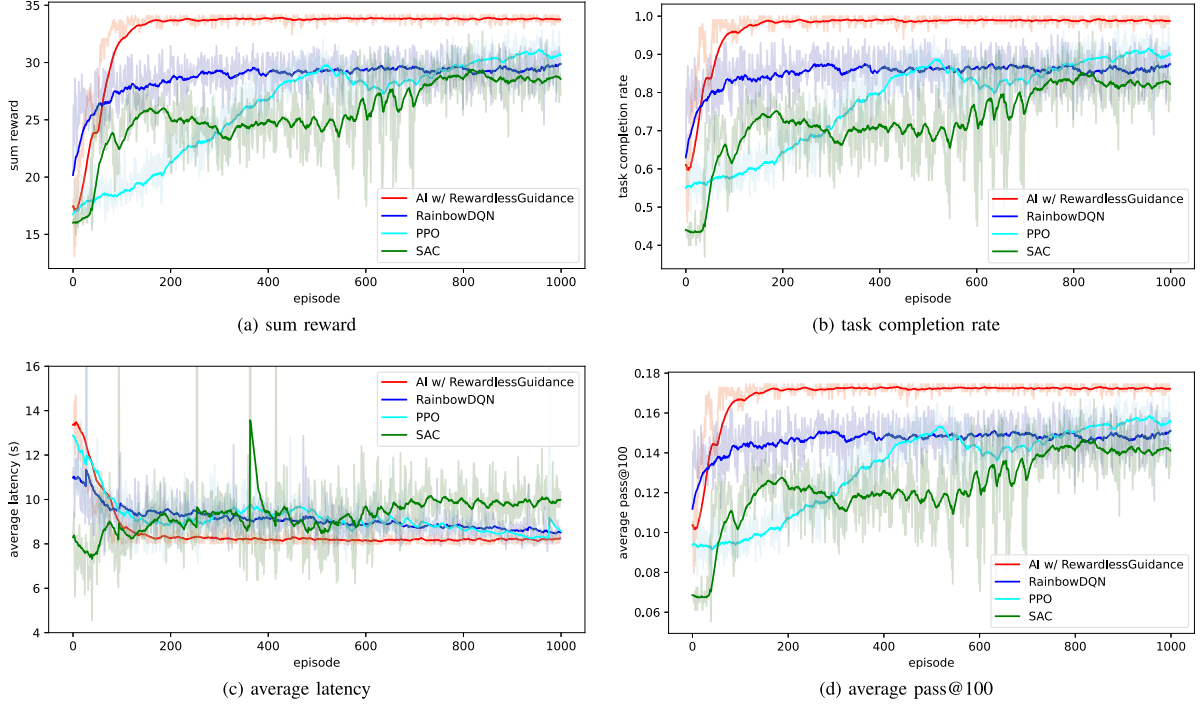 sum reward
35
30
25
20
15
0
200
400
600
800
1000
episode
AI w/ RewardlessGuidance
RainbowDQN
PPO
SAC
(a) sum reward
task completion rate
1.0
0.9
0.8
0.7
0.6
0.5
0.4
0
200
400
600
800
1000
episode
AI w/ RewardlessGuidance
RainbowDQN
PPO
SAC
(b) task completion rate
average latency (s)
16
14
12
10
8
6
4
0
200
400
600
800
1000
episode
AI w/ RewardlessGuidance
RainbowDQN
PPO
SAC
(c) average latency
average pass@100
0.18
0.16
0.14
0.12
0.10
0.08
0.06
0
200
400
600
800
1000
episode
AI w/ RewardlessGuidance
RainbowDQN
PPO
SAC
(d) average pass@100